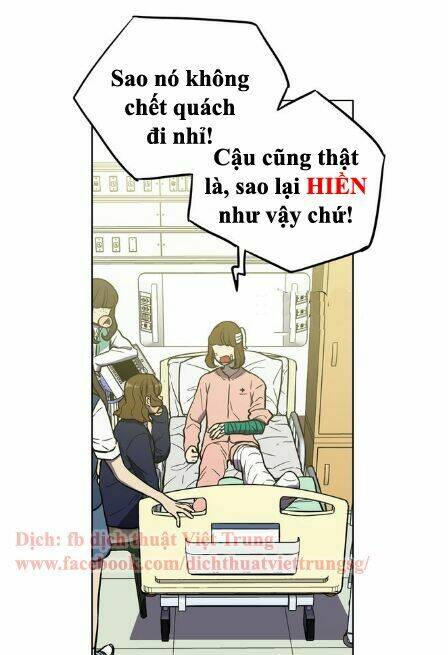 Sao nó không
chết quách
đi nhỉ!
Cậu cũng thật
là, sao lại HIỀN
như vậy chứ!
Dịch: fb dịch thuật Việt Trung
www.facebook.com/dichthuatviettrungsg/